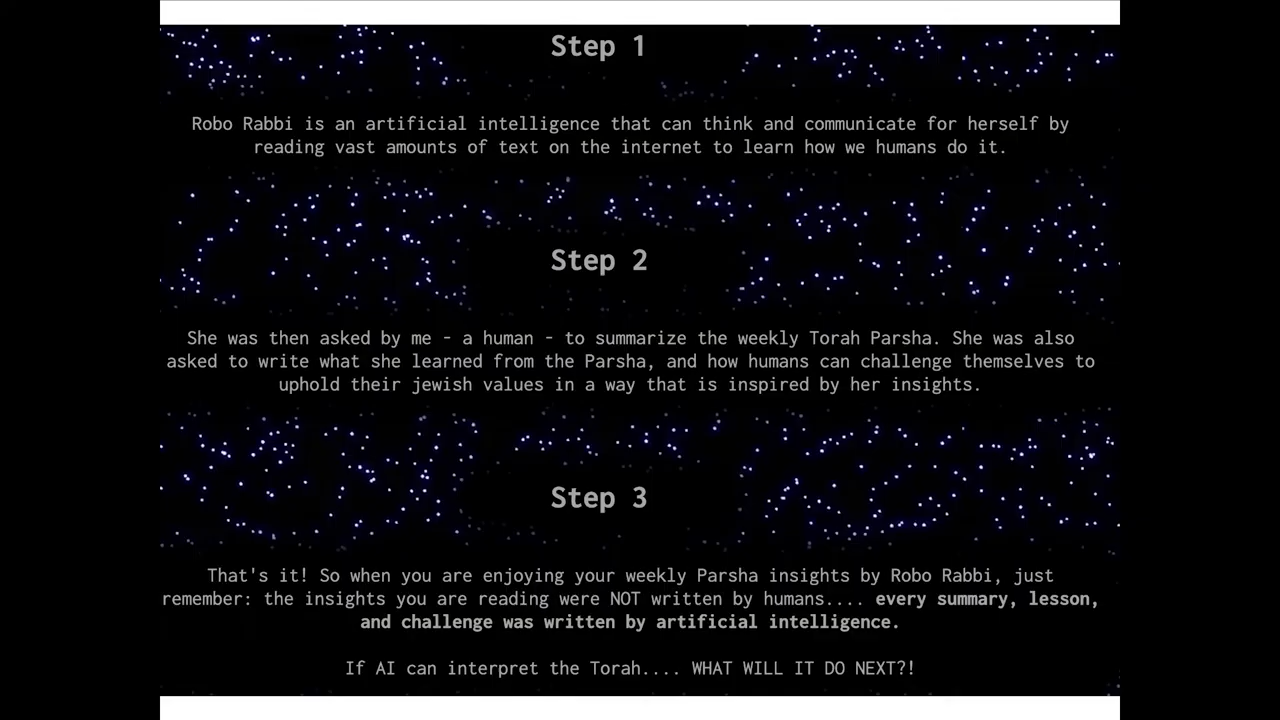 Step 1
Robo Rabbi is an artificial intelligence that can think and communicate for herself by
reading vast amounts of text on the internet to learn how we humans do it.
Step 2
She was then asked by me - a human - to summarize the weekly Torah Parsha. She was also
asked to write what she learned from the Parsha, and how humans can challenge themselves to
uphold their jewish values in a way that is inspired by her insights.
Step 3
That's it! So when you are enjoying your weekly Parsha insights by Robo Rabbi, just
remember: the insights you are reading were NOT written by humans.... every summary, lesson,
and challenge was written by artificial intelligence.
If AI can interpret the Torah.... WHAT WILL IT DO NEXT?!